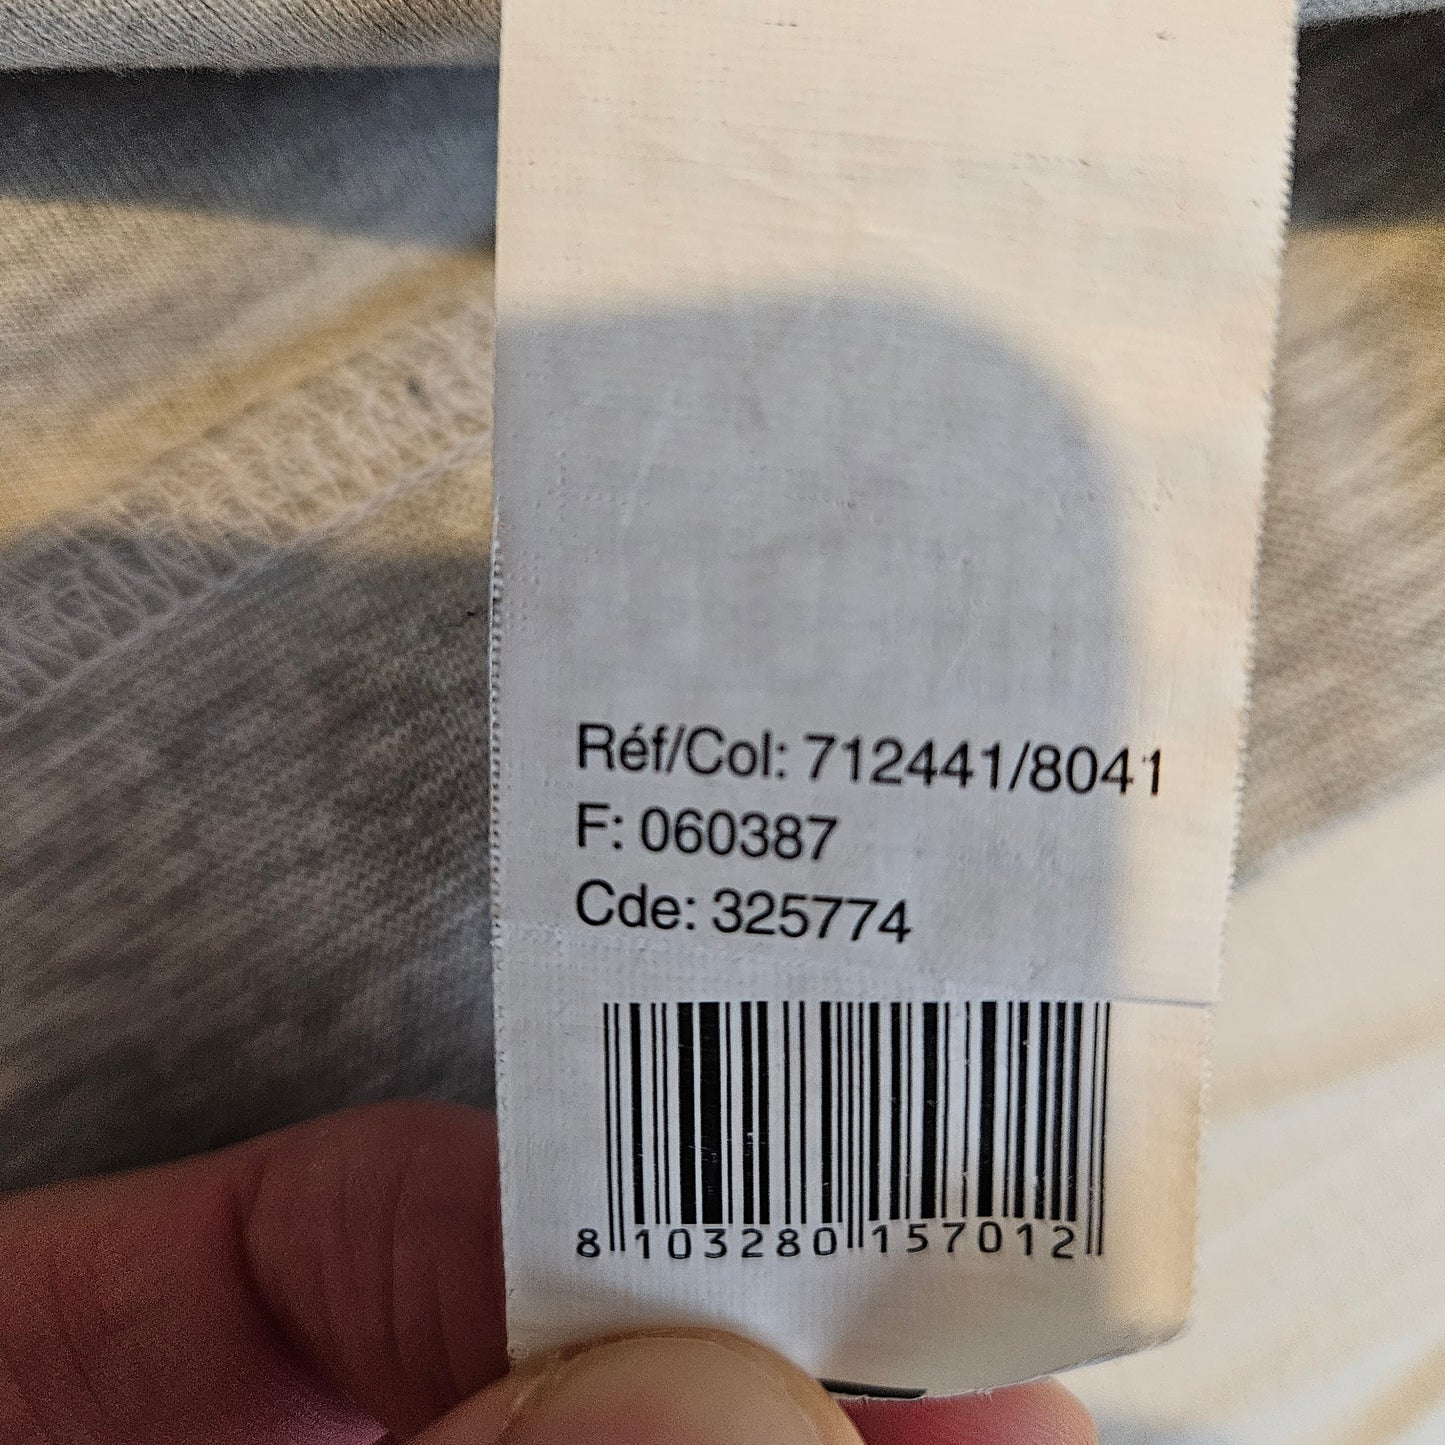 Réf/Col: 712441/8041
F: 060387
Cde: 325774
8 103280 157012